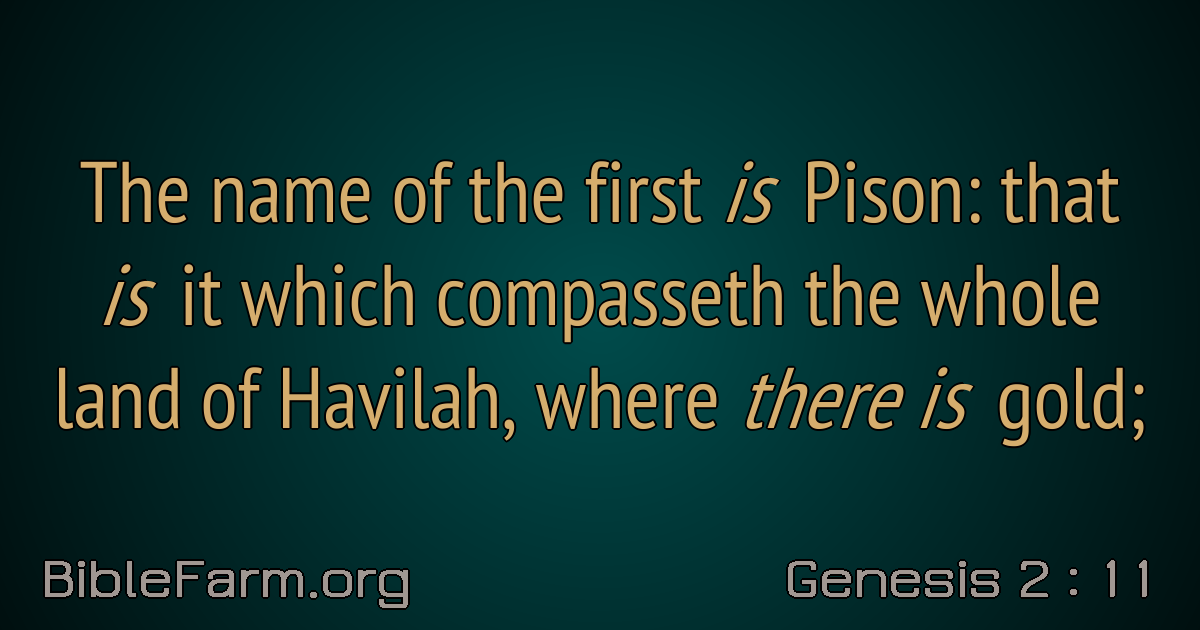 The name of the first is Pison: that
is it which compasseth the whole
land of Havilah, where there is gold;
BibleFarm.org
Genesis 2 : 11